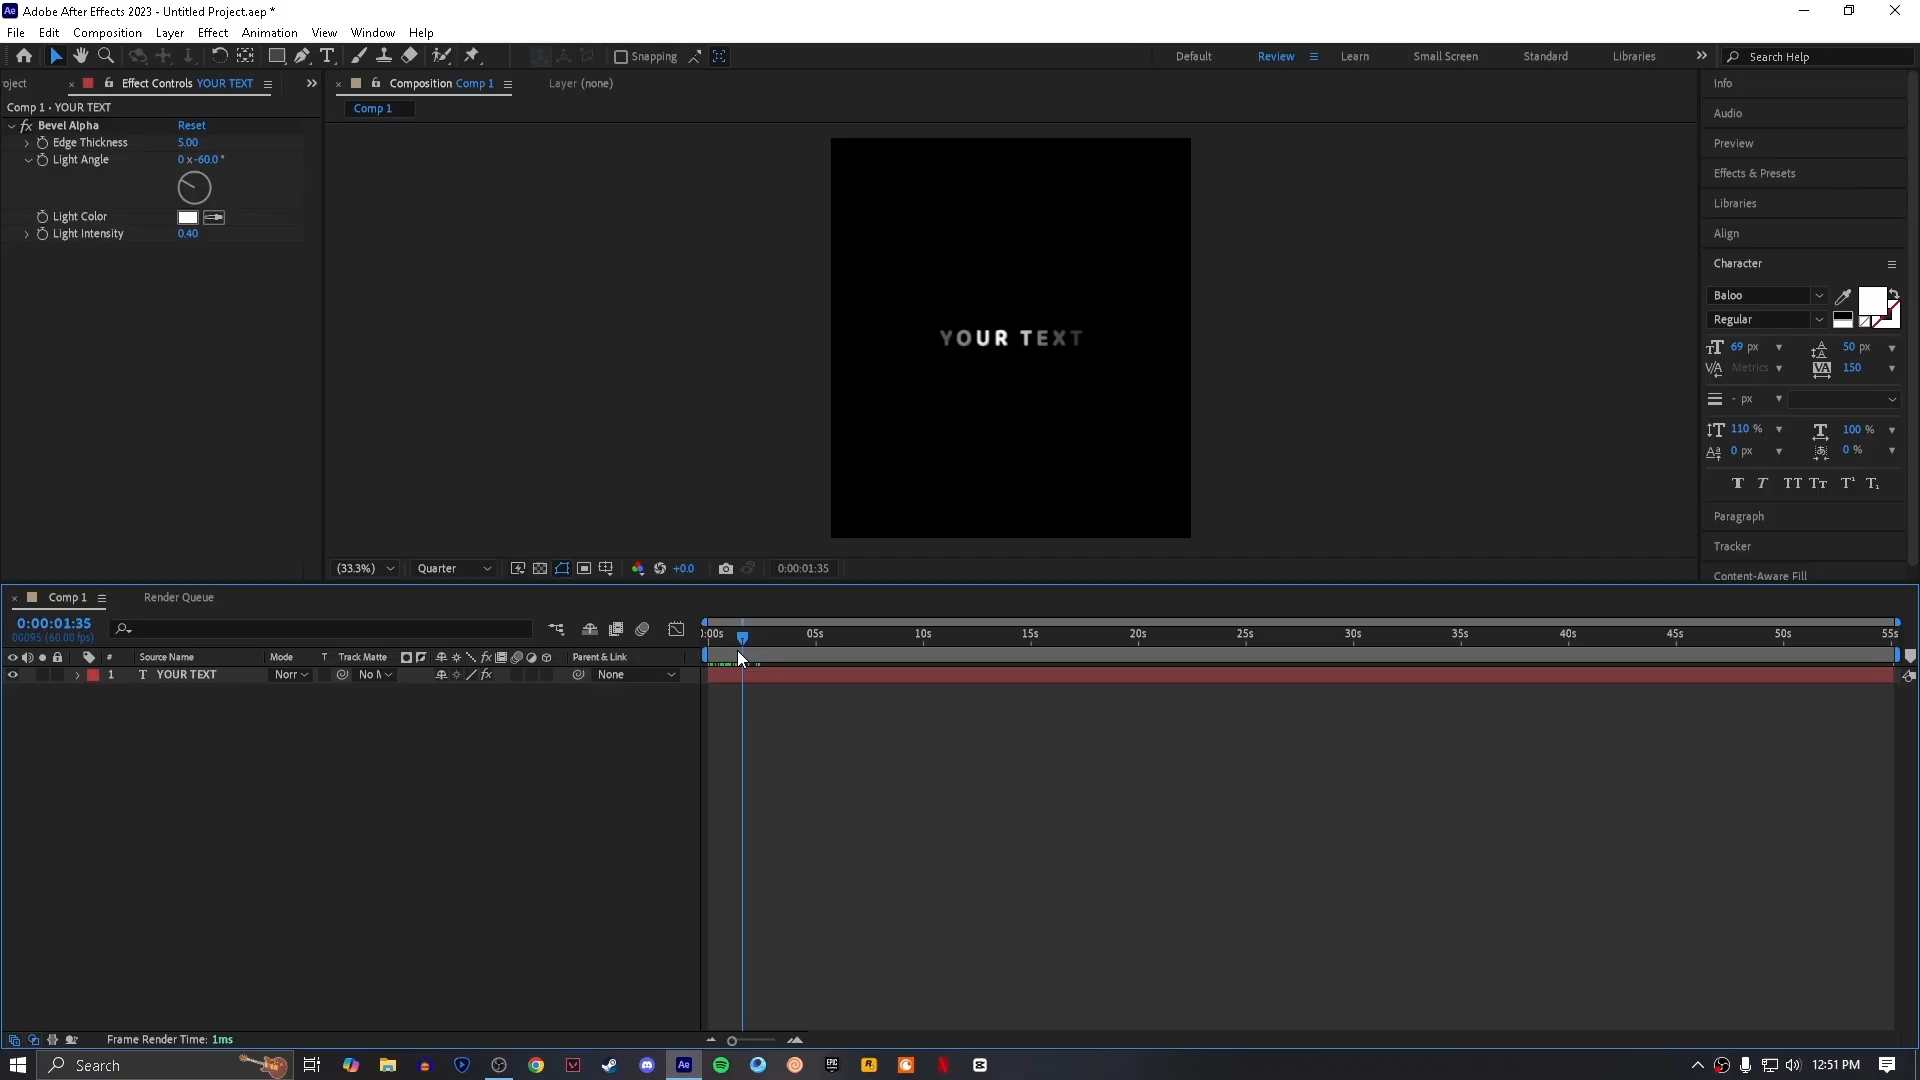 Adobe After Effects 2023 - Untitled Project.aep *
File Edit Composition Layer Effect Animation View Window Help
Snapping
Default Review Learn Small Screen Standard Libraries Search Help
oject Effect Controls YOUR TEXT
Composition Comp 1 Layer (none)
Comp 1 • YOUR TEXT
Comp 1
fx Bevel Alpha Reset
Edge Thickness 5.00
Light Angle 0 x -60.0 °
Light Color
Light Intensity 0.40
YOUR TEXT
Info
Audio
Preview
Effects & Presets
Libraries
Align
Character
Baloo
Regular
69 px 50 px
Metrics 150
- px
110 % 100 %
0 px 0 %
Paragraph
Tracker
Content-Aware Fill
(33.3%) Quarter +0.0 0:00:01:35
Comp 1 Render Queue
0:00:01:35
00095 (60.00 fps)
):00s 05s 10s 15s 20s 25s 30s 35s 40s 45s 50s 55s
# Source Name Mode T Track Matte Parent & Link
1 T YOUR TEXT Norr No M None
Frame Render Time: 1ms
Search
12:51 PM